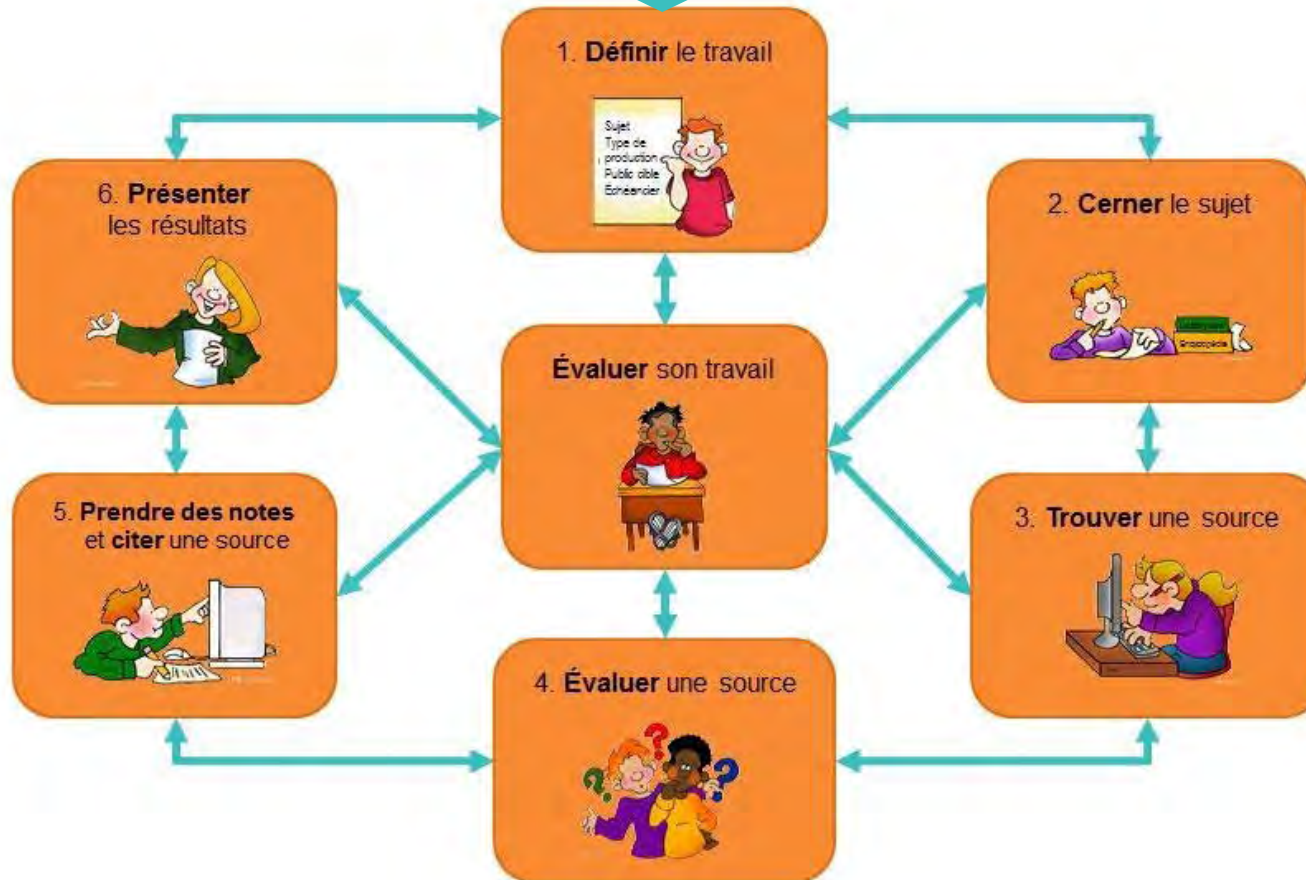 1. Définir le travail
Sujet
Type de
production
Public cible
Échéancier
2. Cerner le sujet
Encyclopédie
3. Trouver une source
4. Évaluer une source
5. Prendre des notes
et citer une source
6. Présenter
les résultats
Évaluer son travail